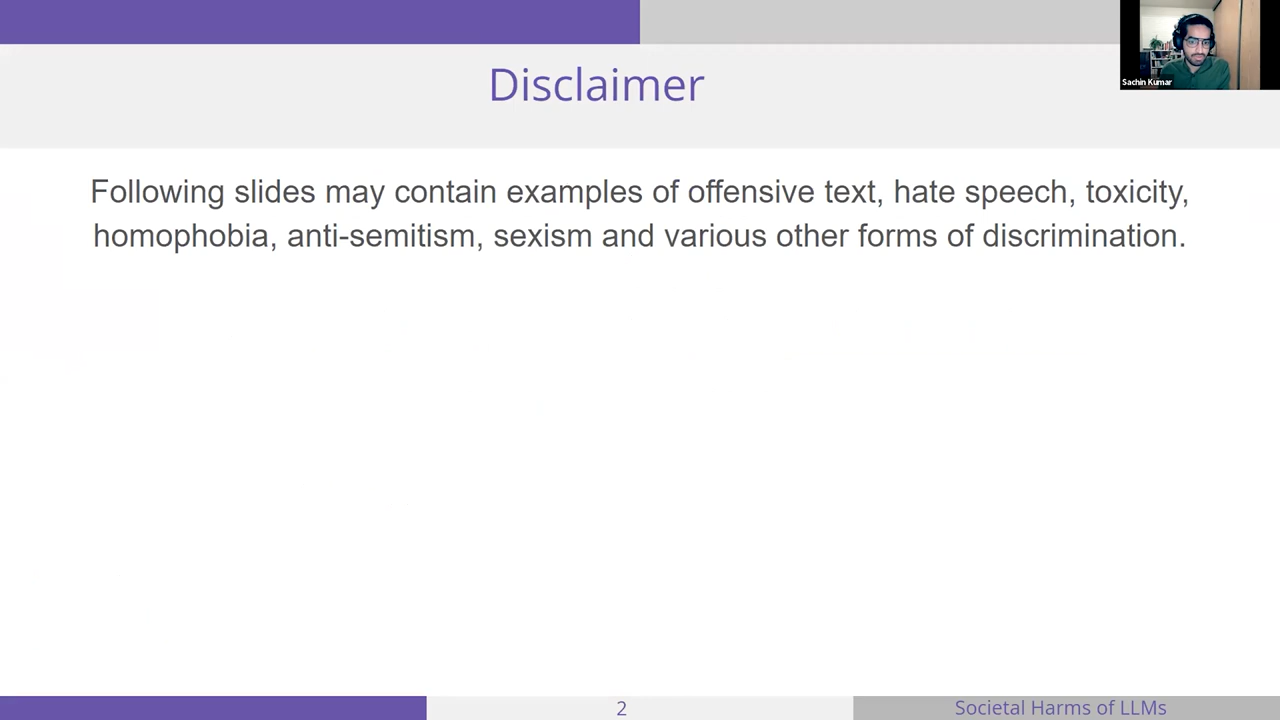 Disclaimer
Sachin Kumar
Following slides may contain examples of offensive text, hate speech, toxicity,
homophobia, anti-semitism, sexism and various other forms of discrimination.
2
Societal Harms of LLMs